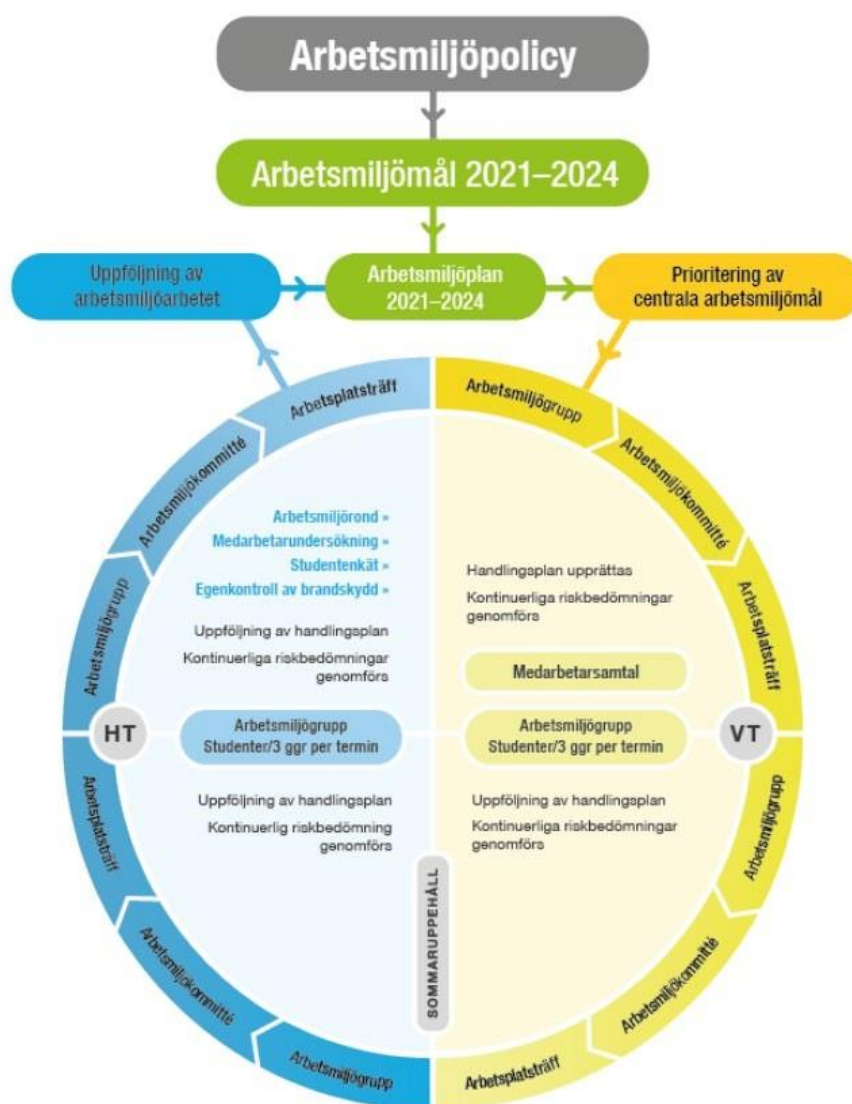 Arbetsmiljöpolicy
Arbetsmiljömål 2021–2024
Uppföljning av
arbetsmiljöarbetet
Arbetsmiljöplan
2021–2024
Prioritering av
centrala arbetsmiljömål
Arbetsplatsträff
Arbetsmiljögrupp
Arbetsmiljökommitté
Arbetsmiljökommitté
Arbetsmiljörond »
Medarbetarundersökning »
Studentenkät »
Egenkontroll av brandskydd »
Handlingsplan upprättas
Kontinuerliga riskbedömningar
genomförs
Arbetsmiljögrupp
Uppföljning av handlingsplan
Kontinuerliga riskbedömningar
genomförs
Medarbetarsamtal
Arbetsplatsträff
HT
Arbetsmiljögrupp
Studenter/3 ggr per termin
Arbetsmiljögrupp
Studenter/3 ggr per termin
VT
Arbetsplatsträff
Uppföljning av handlingsplan
Kontinuerlig riskbedömning
genomförs
Uppföljning av handlingsplan
Kontinuerliga riskbedömningar
genomförs
Arbetsmiljögrupp
SOMMARUPPEHÅLL
Arbetsmiljökommitté
Arbetsmiljökommitté
Arbetsmiljögrupp
Arbetsplatsträff